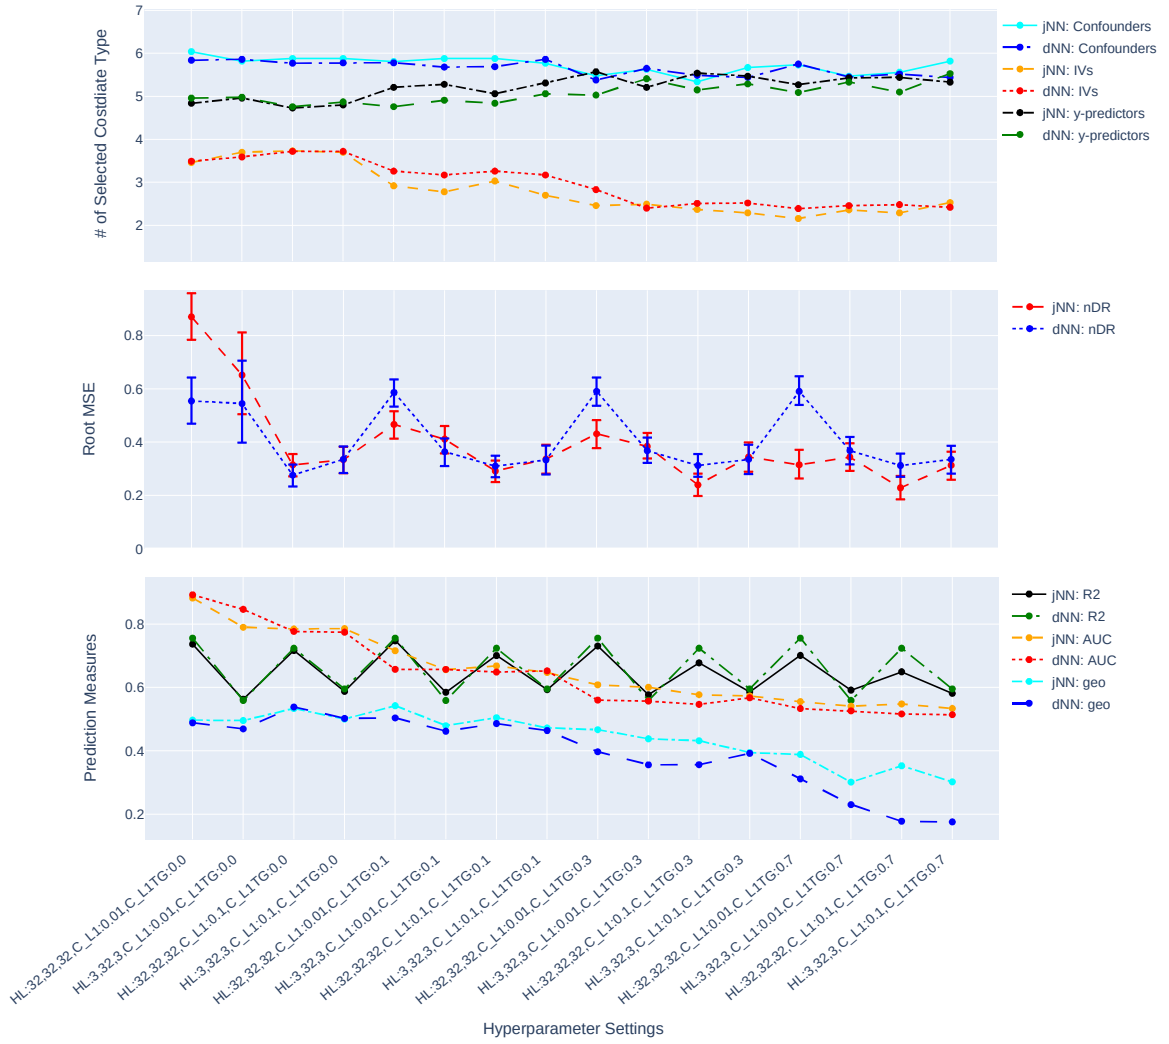 # of Selected Costdiate Type
7
6
5
4
3
2
jNN: Confounders
dNN: Confounders
jNN: IVs
dNN: IVs
jNN: y-predictors
dNN: y-predictors
Root MSE
0.8
0.6
0.4
0.2
0
jNN: nDR
dNN: nDR
Prediction Measures
0.8
0.6
0.4
0.2
jNN: R2
dNN: R2
jNN: AUC
dNN: AUC
jNN: geo
dNN: geo
HL:32,32,32,C_L1:0.01,C_L1TG:0.0
HL:3,32,3,C_L1:0.01,C_L1TG:0.0
HL:32,32,32,C_L1:0.1,C_L1TG:0.0
HL:3,32,3,C_L1:0.1,C_L1TG:0.0
HL:32,32,32,C_L1:0.01,C_L1TG:0.1
HL:3,32,3,C_L1:0.01,C_L1TG:0.1
HL:32,32,32,C_L1:0.1,C_L1TG:0.1
HL:3,32,3,C_L1:0.1,C_L1TG:0.1
HL:32,32,32,C_L1:0.01,C_L1TG:0.3
HL:3,32,3,C_L1:0.01,C_L1TG:0.3
HL:32,32,32,C_L1:0.1,C_L1TG:0.3
HL:3,32,3,C_L1:0.1,C_L1TG:0.3
HL:32,32,32,C_L1:0.01,C_L1TG:0.7
HL:3,32,3,C_L1:0.01,C_L1TG:0.7
HL:32,32,32,C_L1:0.1,C_L1TG:0.7
HL:3,32,3,C_L1:0.1,C_L1TG:0.7
Hyperparameter Settings